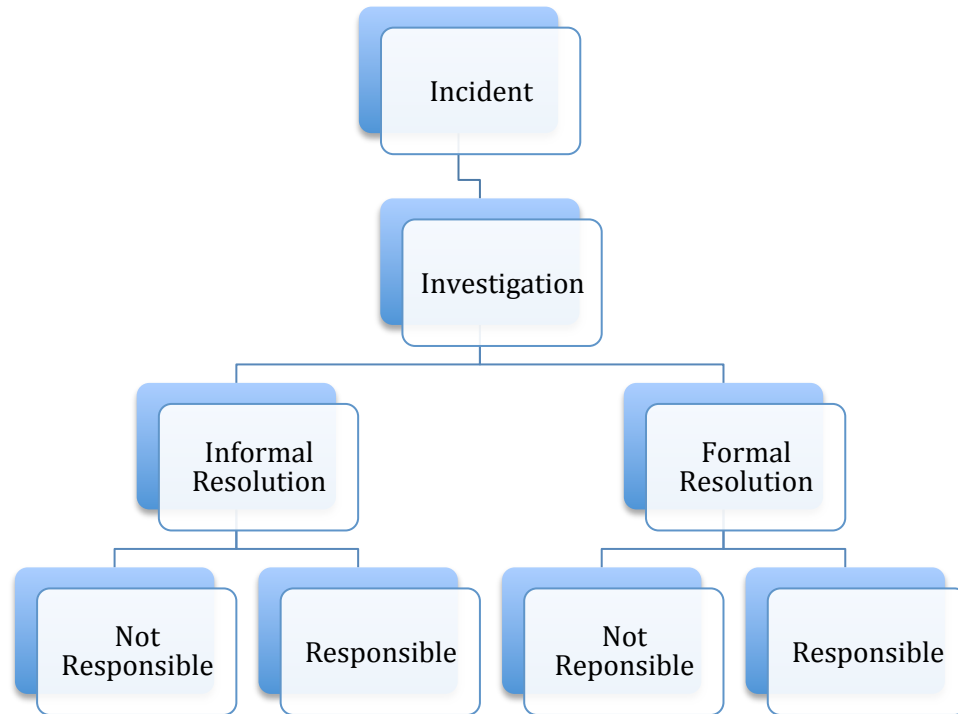 Incident
Investigation
Informal
Resolution
Formal
Resolution
Not
Responsible
Responsible
Not
Reponsible
Responsible